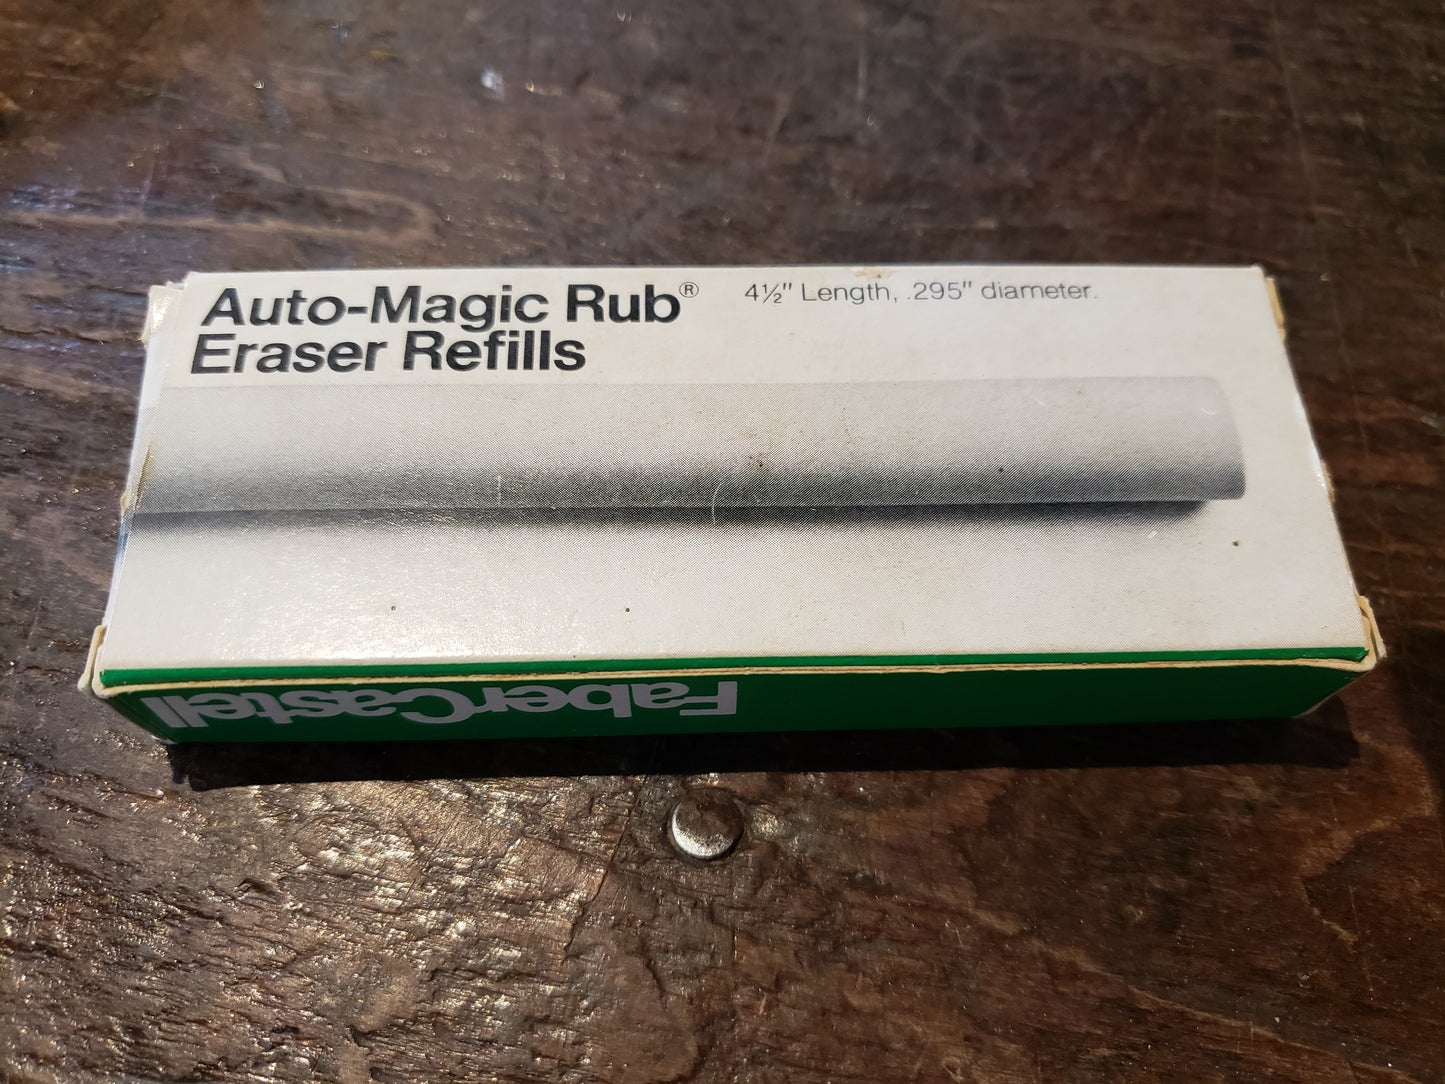 Auto-Magic Rub® 4½" Length, .295" diameter.
Eraser Refills
FaberCastell